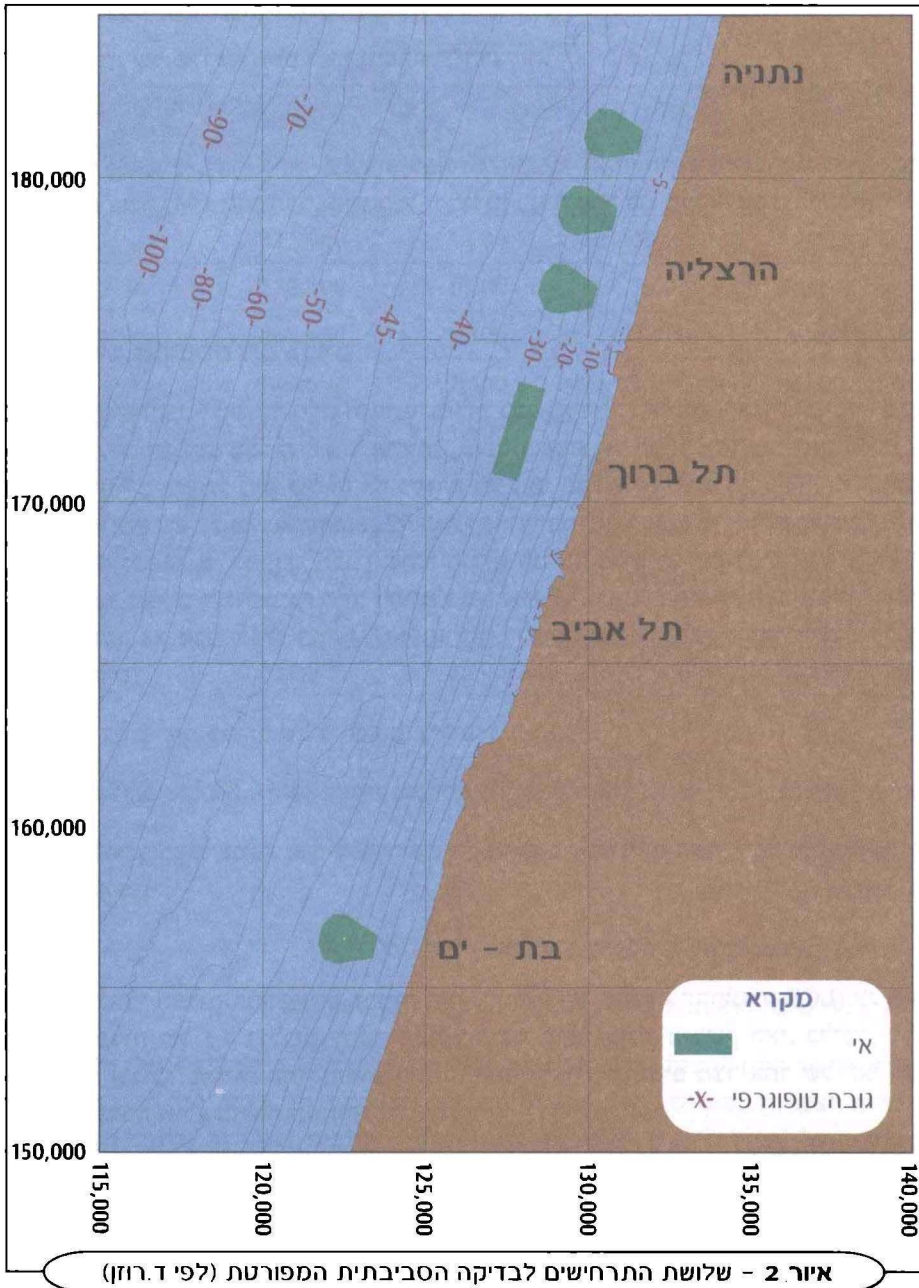 נתניה
-90-
-70-
-5-
180,000
-100-
-80-
-60-
-50-
-45-
-40-
-30-
-20-
-10-
הרצליה
תל ברוך
170,000
תל אביב
160,000
בת - ים
מקרא
אי
גובה טופוגרפי -X-
150,000
115,000
120,000
125,000
130,000
135,000
140,000
איור 2 - שלושת התרחישים לבדיקה הסביבתית המפורטת (לפי ד.רוזן)